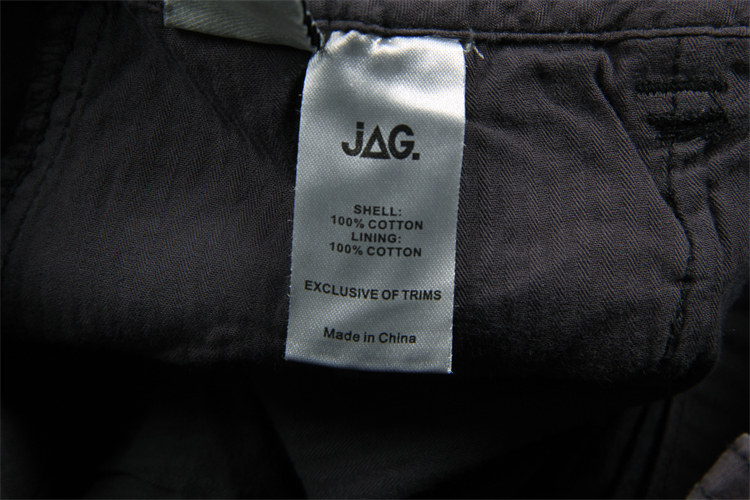 JAG.
SHELL:
100% COTTON
LINING:
100% COTTON
EXCLUSIVE OF TRIMS
Made in China